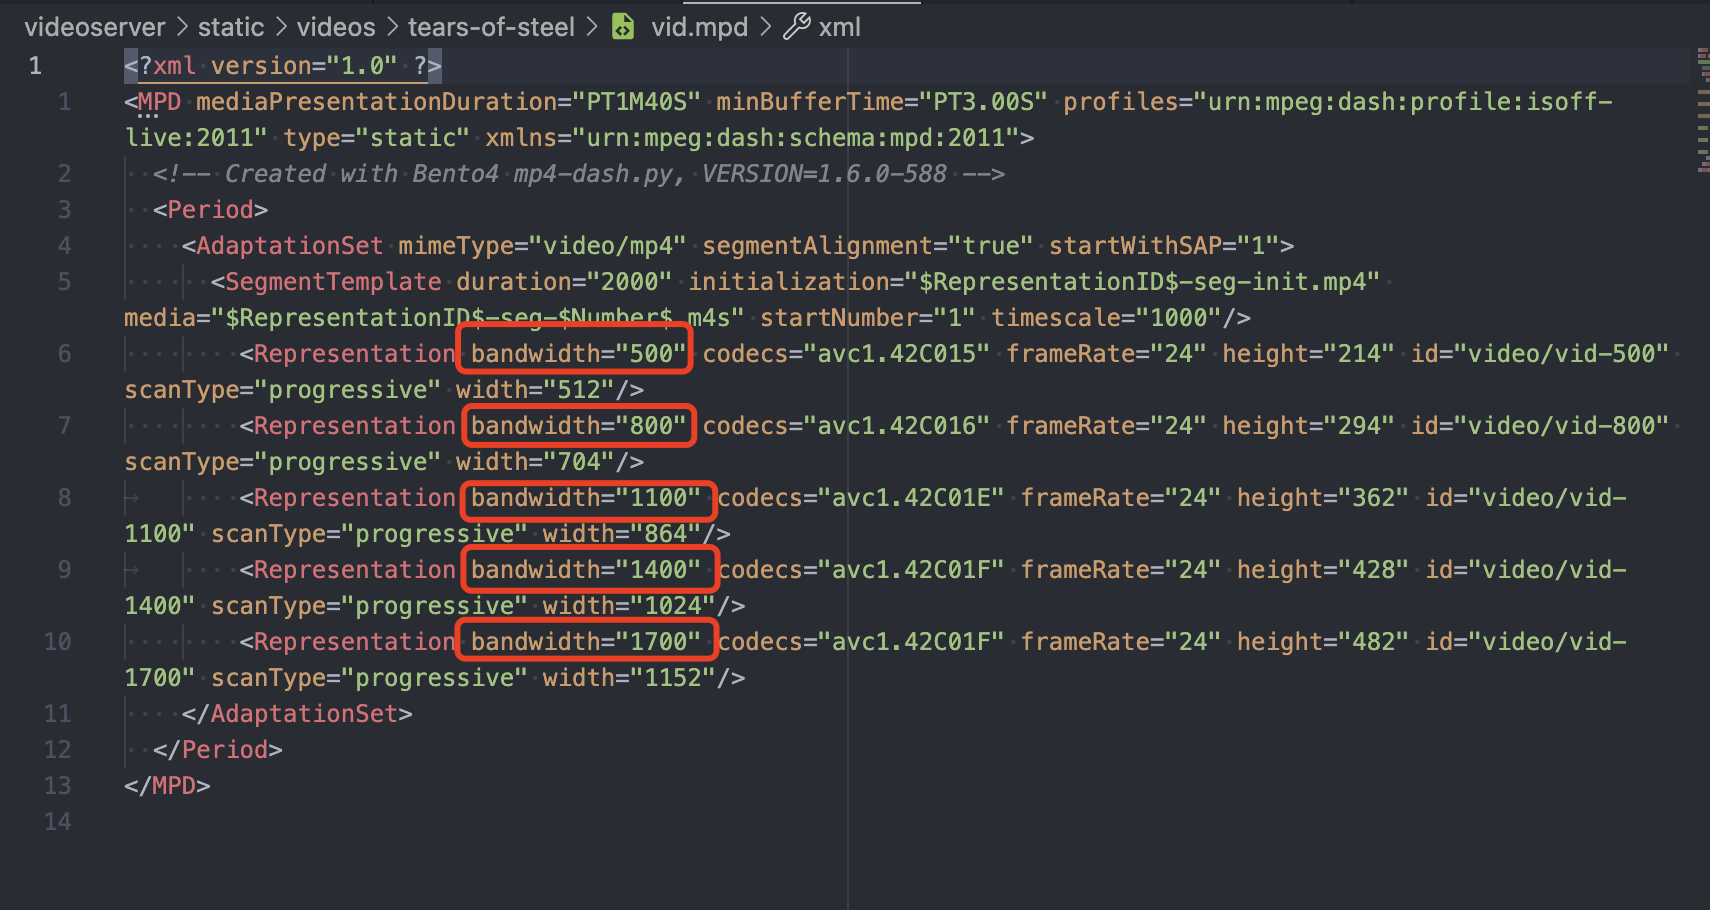 videoserver > static > videos > tears-of-steel > vid.mpd > xml
1 <?xml version="1.0" ?>
1 <MPD mediaPresentationDuration="PT1M40S" minBufferTime="PT3.00S" profiles="urn:mpeg:dash:profile:isoff-
live:2011" type="static" xmlns="urn:mpeg:dash:schema:mpd:2011">
2 <!-- Created with Bento4 mp4-dash.py, VERSION=1.6.0-588 -->
3 <Period>
4 <AdaptationSet mimeType="video/mp4" segmentAlignment="true" startWithSAP="1">
5 <SegmentTemplate duration="2000" initialization="$RepresentationID$-seg-init.mp4"
media="$RepresentationID$-seg-$Number$.m4s" startNumber="1" timescale="1000"/>
6 <Representation bandwidth="500" codecs="avc1.42C015" frameRate="24" height="214" id="video/vid-500"
scanType="progressive" width="512"/>
7 <Representation bandwidth="800" codecs="avc1.42C016" frameRate="24" height="294" id="video/vid-800"
scanType="progressive" width="704"/>
8 <Representation bandwidth="1100" codecs="avc1.42C01E" frameRate="24" height="362" id="video/vid-
1100" scanType="progressive" width="864"/>
9 <Representation bandwidth="1400" codecs="avc1.42C01F" frameRate="24" height="428" id="video/vid-
1400" scanType="progressive" width="1024"/>
10 <Representation bandwidth="1700" codecs="avc1.42C01F" frameRate="24" height="482" id="video/vid-
1700" scanType="progressive" width="1152"/>
11 </AdaptationSet>
12 </Period>
13 </MPD>
14